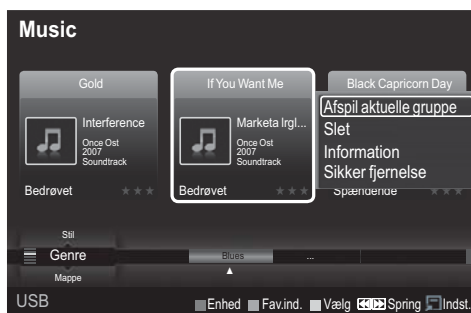 Music
Gold
If You Want Me
Black Capricorn Day
Interference
Once Ost
2007
Soundtrack
Bedrøvet
Marketa Irgl...
Once Ost
2007
Soundtrack
Bedrøvet
Afspil aktuelle gruppe
Slet
Information
Sikker fjernelse
Spændende
Stil
Genre
Mappe
Blues
...
USB
Enhed
Fav.ind.
Vælg
Spring
Indst.